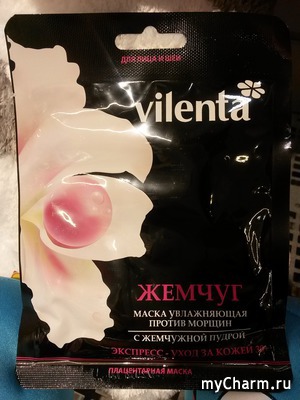 ДЛЯ ЛИЦА И ШЕИ
vilenta
ЖЕМЧУГ
МАСКА УВЛАЖНЯЮЩАЯ
ПРОТИВ МОРЩИН
С ЖЕМЧУЖНОЙ ПУДРОЙ
ЭКСПРЕСС - УХОД ЗА КОЖЕЙ
ПЛАЦЕНТАРНАЯ МАСКА
myCharm.ru